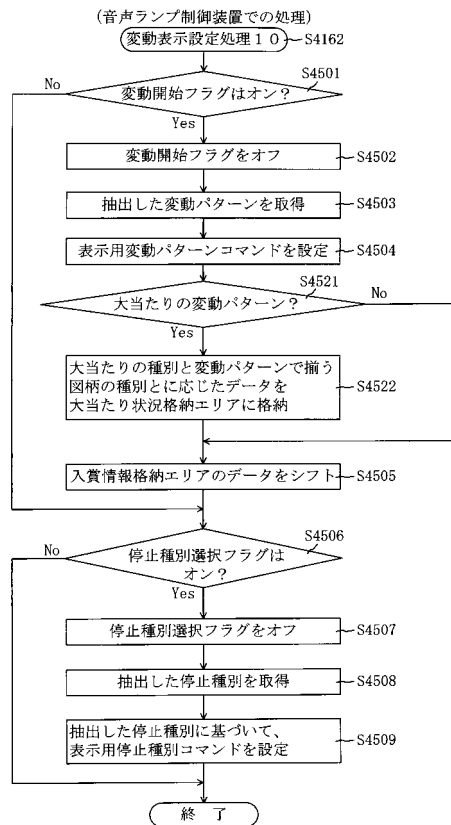 (音声ランプ制御装置での処理)
変動表示設定処理10
S4162
S4501
No
変動開始フラグはオン？
Yes
変動開始フラグをオフ
S4502
抽出した変動パターンを取得
S4503
表示用変動パターンコマンドを設定
S4504
S4521
大当たりの変動パターン？
No
Yes
大当たりの種別と変動パターンで揃う
図柄の種別とに応じたデータを
大当たり状況格納エリアに格納
S4522
入賞情報格納エリアのデータをシフト
S4505
S4506
No
停止種別選択フラグは
オン？
Yes
停止種別選択フラグをオフ
S4507
抽出した停止種別を取得
S4508
抽出した停止種別に基づいて、
表示用停止種別コマンドを設定
S4509
終 了